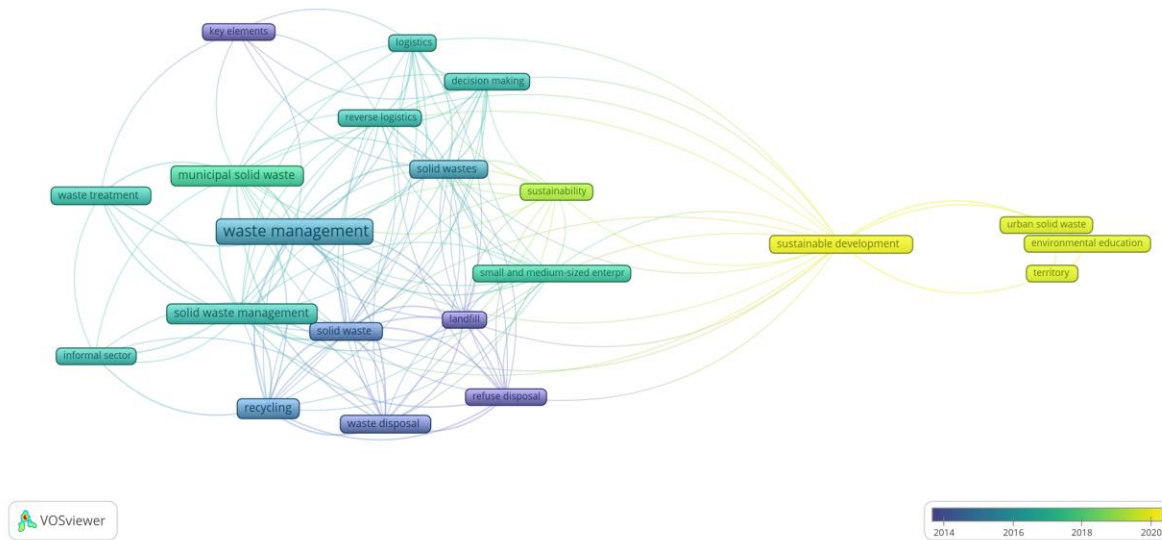 key elements
logistics
decision making
reverse logistics
solid wastes
municipal solid waste
waste treatment
sustainability
waste management
urban solid waste
sustainable development
environmental education
small and medium-sized enterpr
territory
solid waste management
landfill
solid waste
informal sector
refuse disposal
recycling
waste disposal
VOSviewer
2014 2016 2018 2020